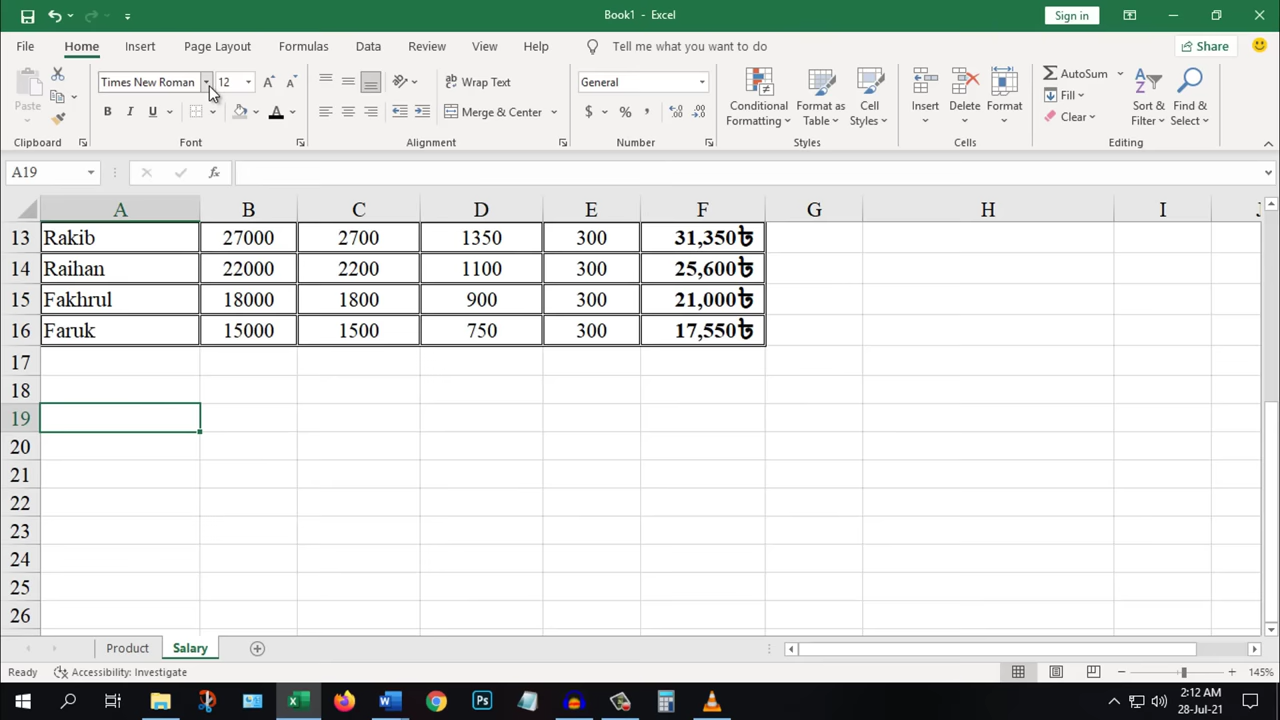 Book1 - Excel
Sign in
File Home Insert Page Layout Formulas Data Review View Help Tell me what you want to do Share
Paste
Times New Roman 12
B I U A
Wrap Text
Merge & Center
General
$ % ,
Conditional Formatting
Format as Table
Cell Styles
Insert Delete Format
AutoSum
Fill
Clear
Sort & Filter
Find & Select
Clipboard Font Alignment Number Styles Cells Editing
A19 fx
A B C D E F G H I J
13 Rakib 27000 2700 1350 300 31,350৳
14 Raihan 22000 2200 1100 300 25,600৳
15 Fakhrul 18000 1800 900 300 21,000৳
16 Faruk 15000 1500 750 300 17,550৳
17
18
19
20
21
22
23
24
25
26
Product Salary
Ready Accessibility: Investigate 145%
2:12 AM
28-Jul-21